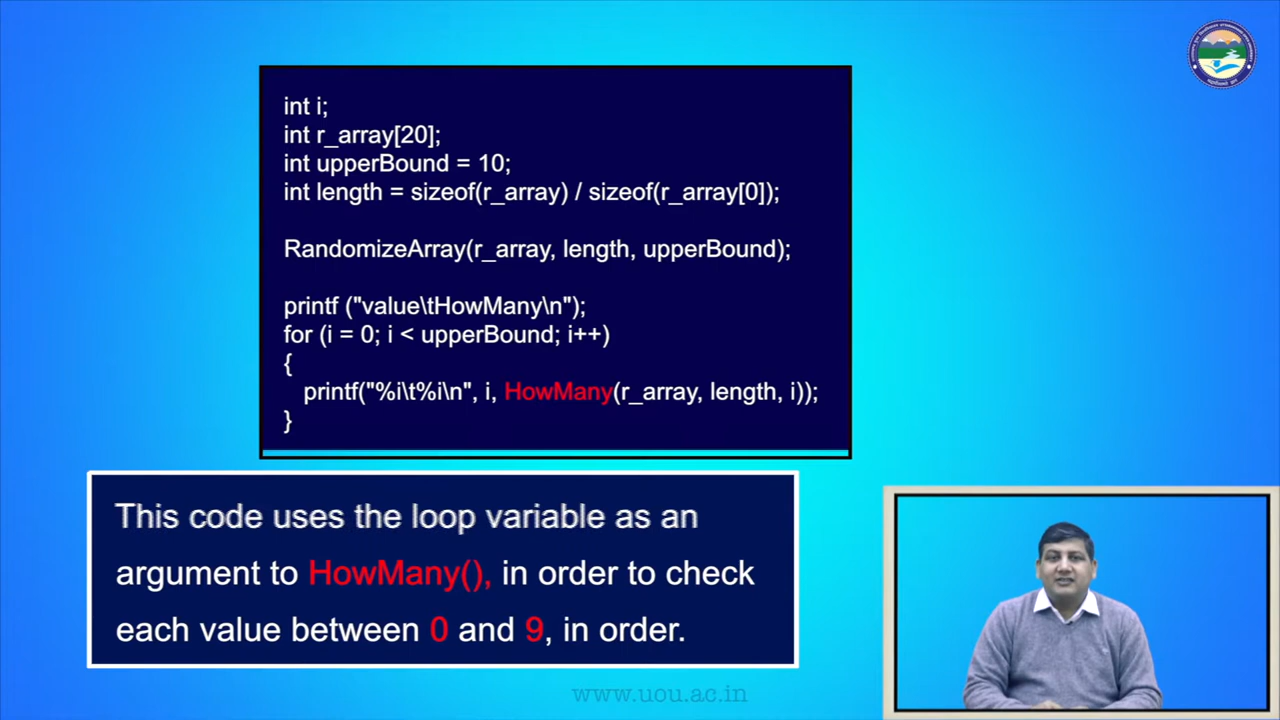 int i;
int r_array[20];
int upperBound = 10;
int length = sizeof(r_array) / sizeof(r_array[0]);
RandomizeArray(r_array, length, upperBound);
printf ("value\tHowMany\n");
for (i = 0; i < upperBound; i++)
{
printf("%i\t%i\n", i, HowMany(r_array, length, i));
}
This code uses the loop variable as an
argument to HowMany(), in order to check
each value between 0 and 9, in order.
www.uou.ac.in